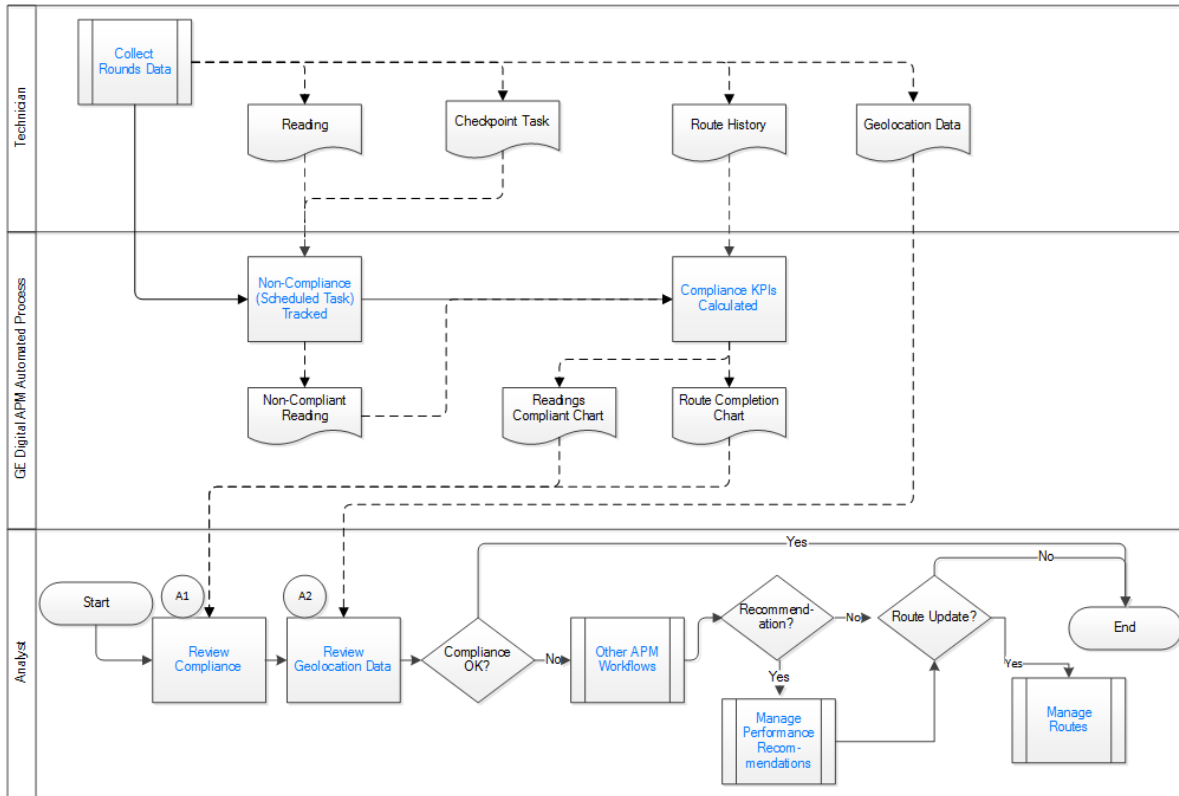 Technician
Collect
Rounds Data
Reading
Checkpoint Task
Route History
Geolocation Data
GE Digital APM Automated Process
Non-Compliance
(Scheduled Task)
Tracked
Compliance KPIs
Calculated
Non-Compliant
Reading
Readings
Compliant Chart
Route Completion
Chart
Analyst
Yes
No
Start
A1
Review
Compliance
A2
Review
Geolocation Data
Compliance
OK?
No
Other APM
Workflows
Recommend-
ation?
No
Yes
Manage
Performance
Recom-
mendations
Route Update?
Yes
Manage
Routes
End